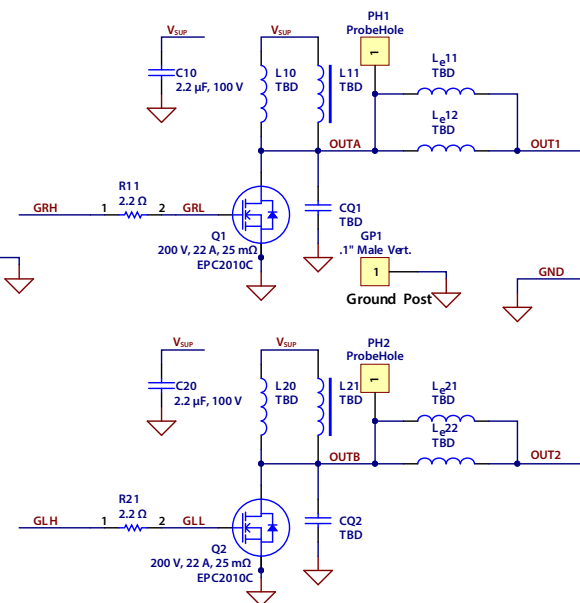 PH1
ProbeHole
1
VSUP
VSUP
C10
2.2 µF, 100 V
L10
TBD
L11
TBD
Le11
TBD
Le12
TBD
OUTA
OUT1
R11
2.2 Ω
GRH
1
2
GRL
CQ1
TBD
Q1
200 V, 22 A, 25 mΩ
EPC2010C
GP1
.1" Male Vert.
1
Ground Post
GND
PH2
ProbeHole
1
VSUP
VSUP
C20
2.2 µF, 100 V
L20
TBD
L21
TBD
Le21
TBD
Le22
TBD
OUTB
OUT2
R21
2.2 Ω
GLH
1
2
GLL
CQ2
TBD
Q2
200 V, 22 A, 25 mΩ
EPC2010C